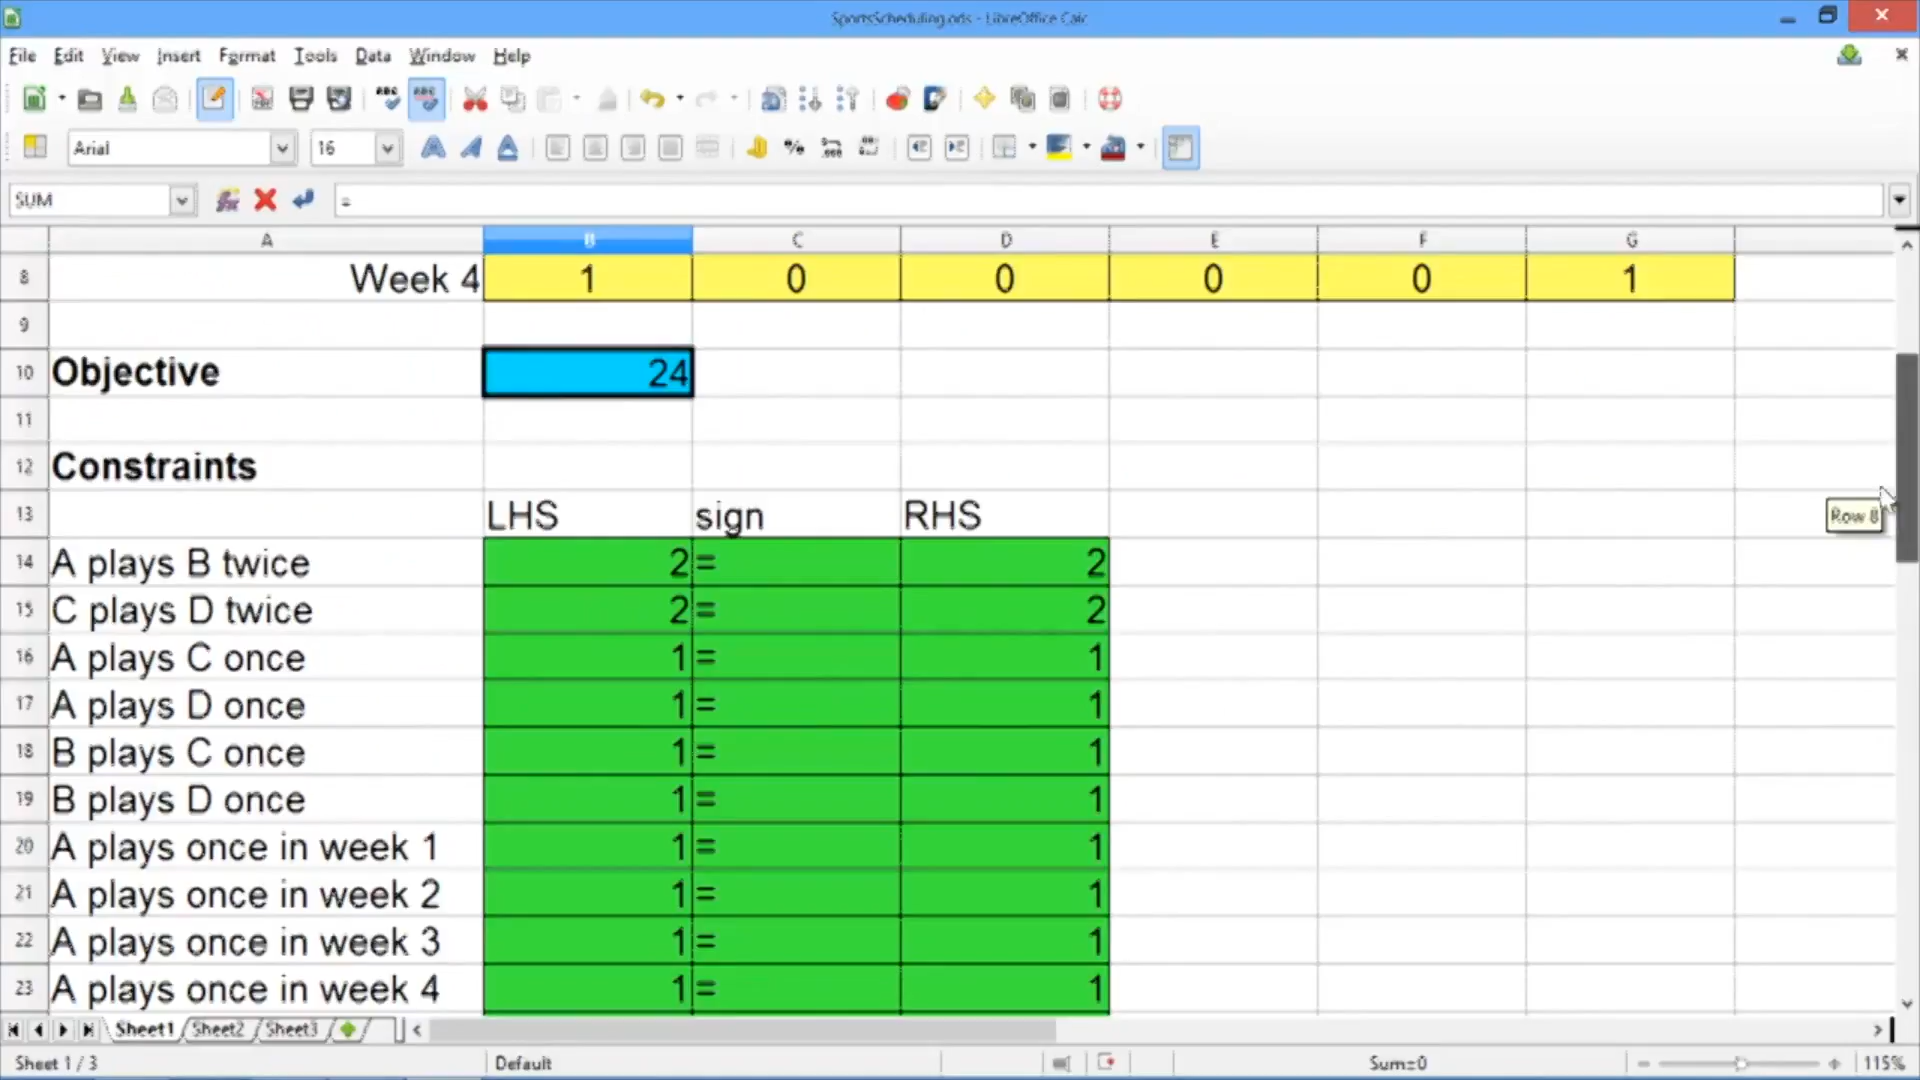 SportsScheduling.ods - LibreOffice Calc
File Edit View Insert Format Tools Data Window Help
Arial 16
SUM =
A B C D E F G
8 Week 4 1 0 0 0 0 1
9
10 Objective 24
11
12 Constraints
13 LHS sign RHS
Row 8
14 A plays B twice 2 = 2
15 C plays D twice 2 = 2
16 A plays C once 1 = 1
17 A plays D once 1 = 1
18 B plays C once 1 = 1
19 B plays D once 1 = 1
20 A plays once in week 1 1 = 1
21 A plays once in week 2 1 = 1
22 A plays once in week 3 1 = 1
23 A plays once in week 4 1 = 1
Sheet1 Sheet2 Sheet3
Sheet 1 / 3 Default Sum=0 115%